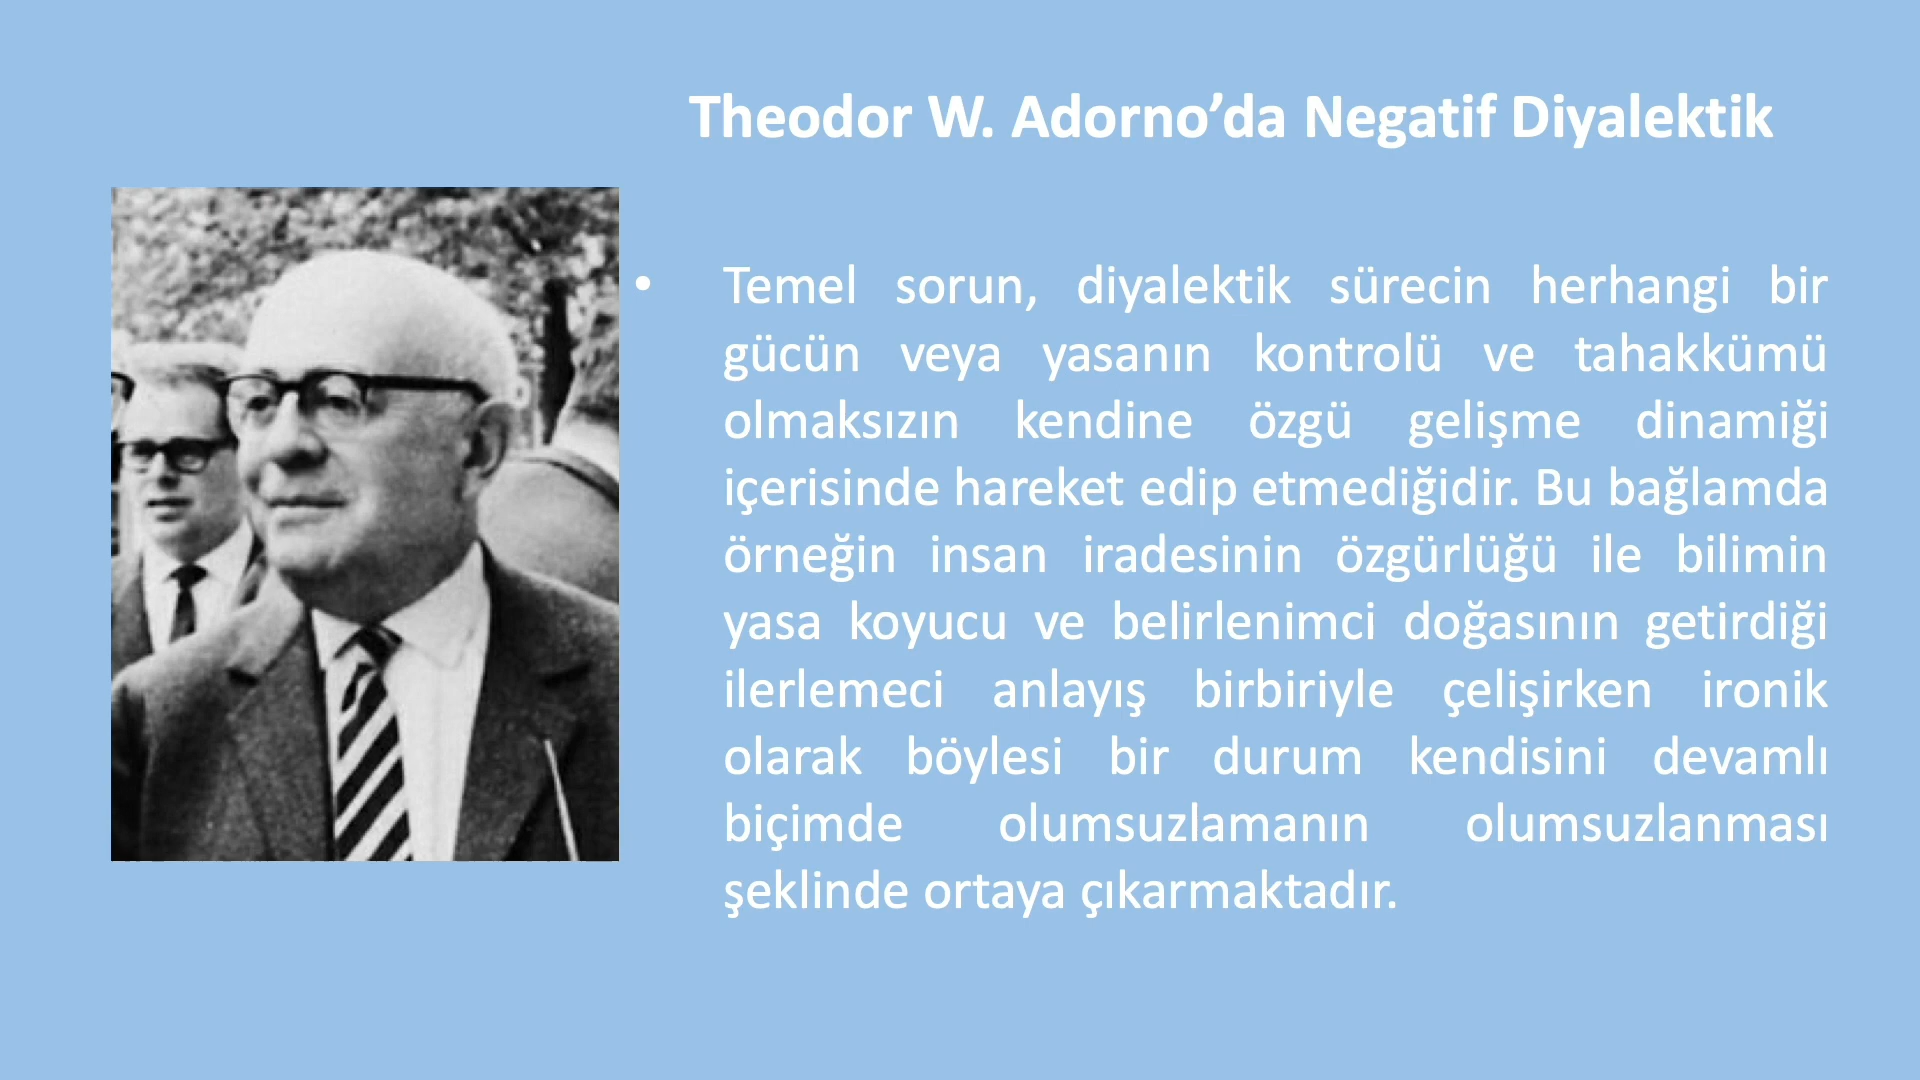 Theodor W. Adorno’da Negatif Diyalektik
• Temel sorun, diyalektik sürecin herhangi bir
gücün veya yasanın kontrolü ve tahakkümü
olmaksızın kendine özgü gelişme dinamiği
içerisinde hareket edip etmediğidir. Bu bağlamda
örneğin insan iradesinin özgürlüğü ile bilimin
yasa koyucu ve belirlenimci doğasının getirdiği
ilerlemeci anlayış birbiriyle çelişirken ironik
olarak böylesi bir durum kendisini devamlı
biçimde olumsuzlamanın olumsuzlanması
şeklinde ortaya çıkarmaktadır.